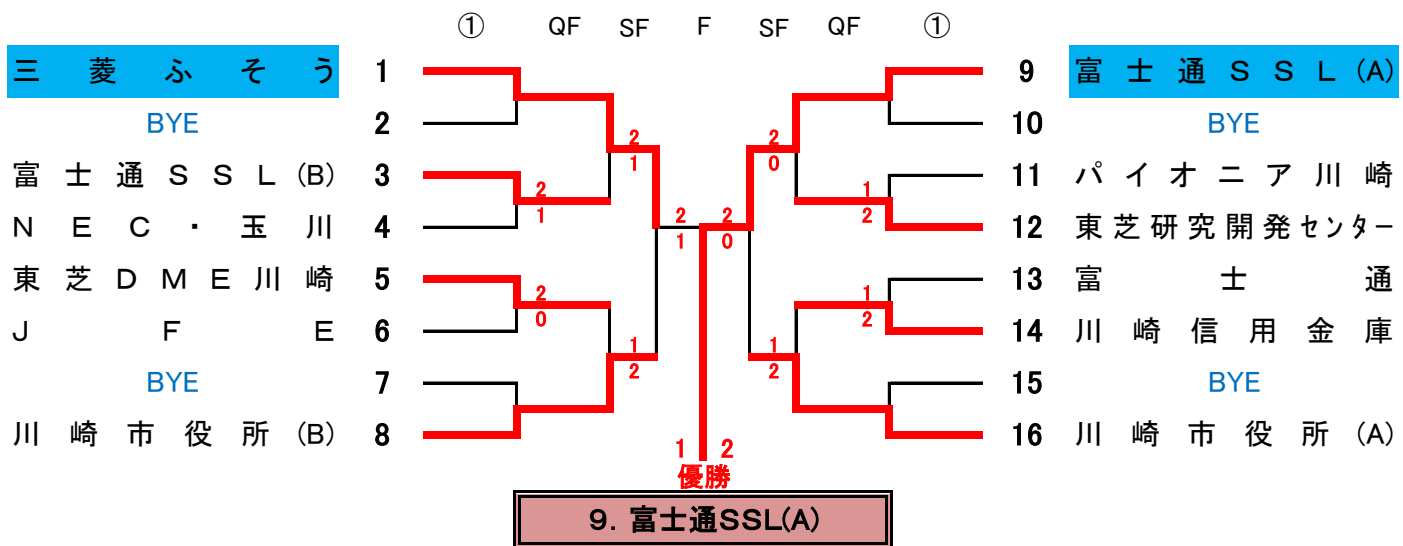 ① QF SF F SF QF ①
三菱ふそう 1 9 富士通ＳＳＬ(A)
BYE 2 10 BYE
2 2
1 0
富士通ＳＳＬ(B) 3 11 パイオニア川崎
2 1
1 2
ＮＥＣ・玉川 4 12 東芝研究開発ｾﾝﾀｰ
2 2
1 0
東芝ＤＭＥ川崎 5 13 富士通
2 1
0 2
ＪＦＥ 6 14 川崎信用金庫
1 1
2 2
BYE 7 15 BYE
川崎市役所(B) 8 16 川崎市役所(A)
1 2
優勝
９．富士通SSL(A)